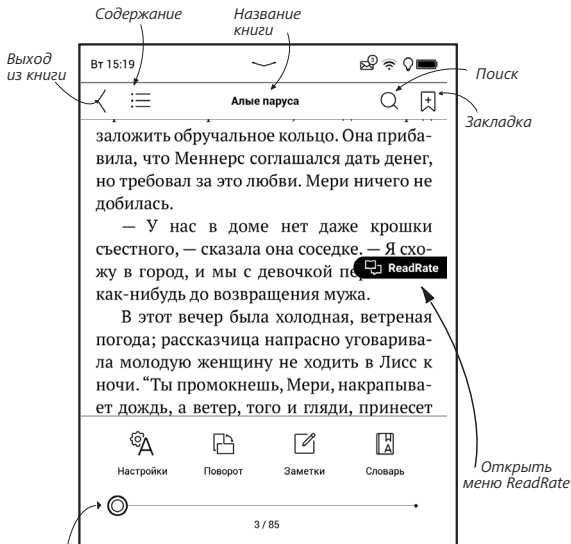 Содержание
Название
книги
Выход
из книги
Вт 15:19
3
Поиск
Алые паруса
Закладка
заложить обручальное кольцо. Она приба-
вила, что Меннерс соглашался дать денег,
но требовал за это любви. Мери ничего не
добилась.
— У нас в доме нет даже крошки
съестного, — сказала она соседке. — Я схо-
жу в город, и мы с девочкой
ReadRate
как-нибудь до возвращения мужа.
В этот вечер была холодная, ветреная
погода; рассказчица напрасно уговарива-
ла молодую женщину не ходить в Лисс к
ночи. “Ты промокнешь, Мери, накрапыва-
ет дождь, а ветер, того и гляди, принесет
Настройки Поворот Заметки Словарь
Открыть
меню ReadRate
3 / 85